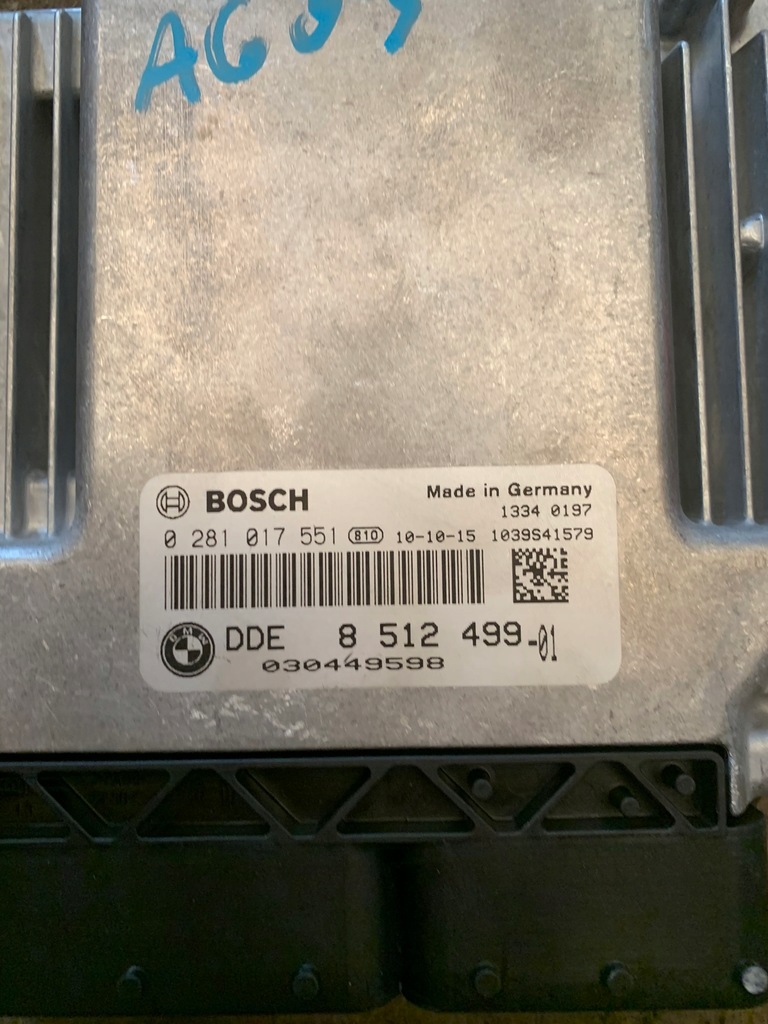 BOSCH
Made in Germany
1334 0197
0 281 017 551 810 10-10-15 1039S41579
BMW
DDE 8 512 499-01
030449598